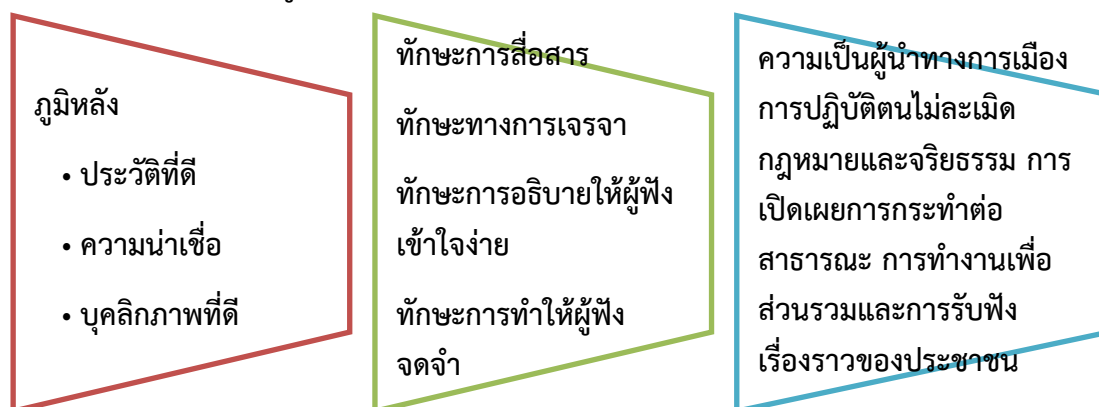 ภูมิหลัง
• ประวัติที่ดี
• ความน่าเชื่อ
• บุคลิกภาพที่ดี
ทักษะการสื่อสาร
ทักษะทางการเจรจา
ทักษะการอธิบายให้ผู้ฟัง
เข้าใจง่าย
ทักษะการทำให้ผู้ฟัง
จดจำ
ความเป็นผู้นำทางการเมือง
การปฏิบัติตนไม่ละเมิด
กฎหมายและจริยธรรม การ
เปิดเผยการกระทำต่อ
สาธารณะ การทำงานเพื่อ
ส่วนรวมและการรับฟัง
เรื่องราวของประชาชน